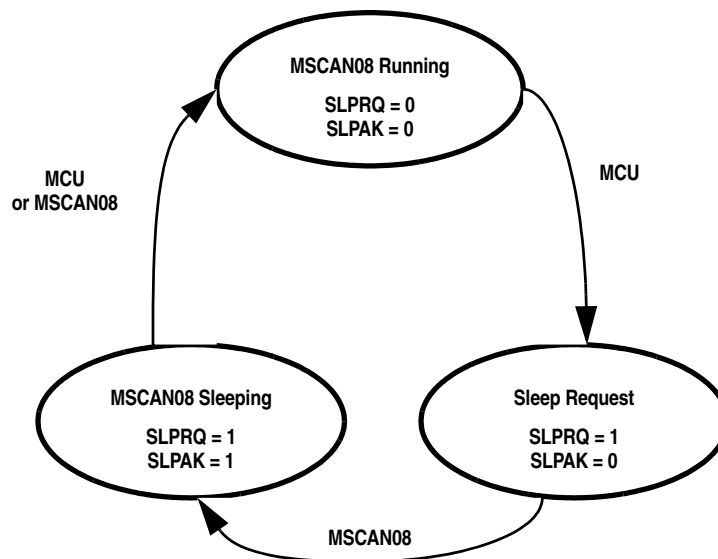 MSCAN08 Running
SLPRQ = 0
SLPAK = 0
MCU
or MSCAN08
MCU
MSCAN08 Sleeping
SLPRQ = 1
SLPAK = 1
Sleep Request
SLPRQ = 1
SLPAK = 0
MSCAN08